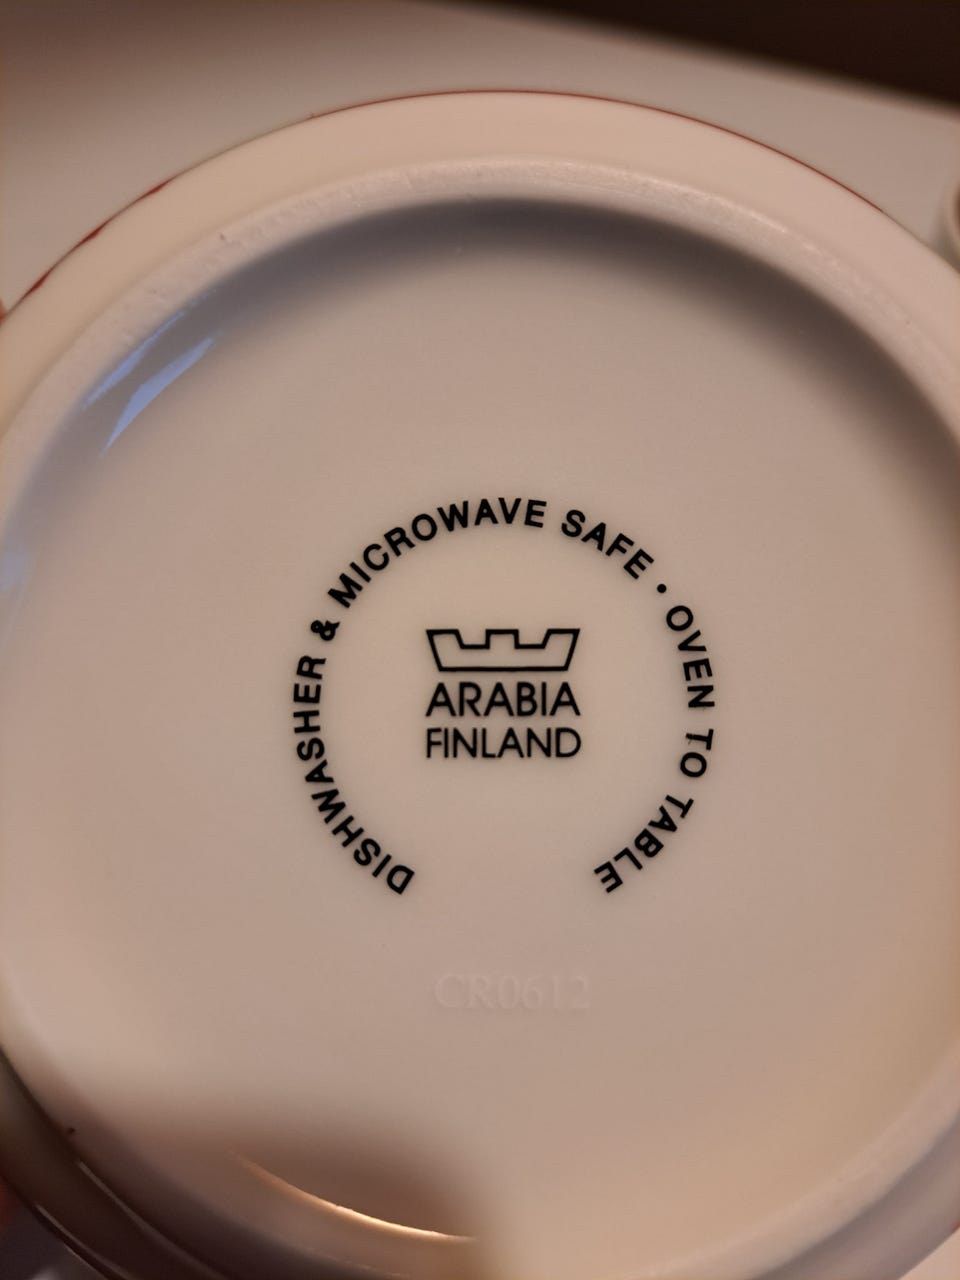 DISHWASHER & MICROWAVE SAFE • OVEN TO TABLE
ARABIA
FINLAND
CR0612